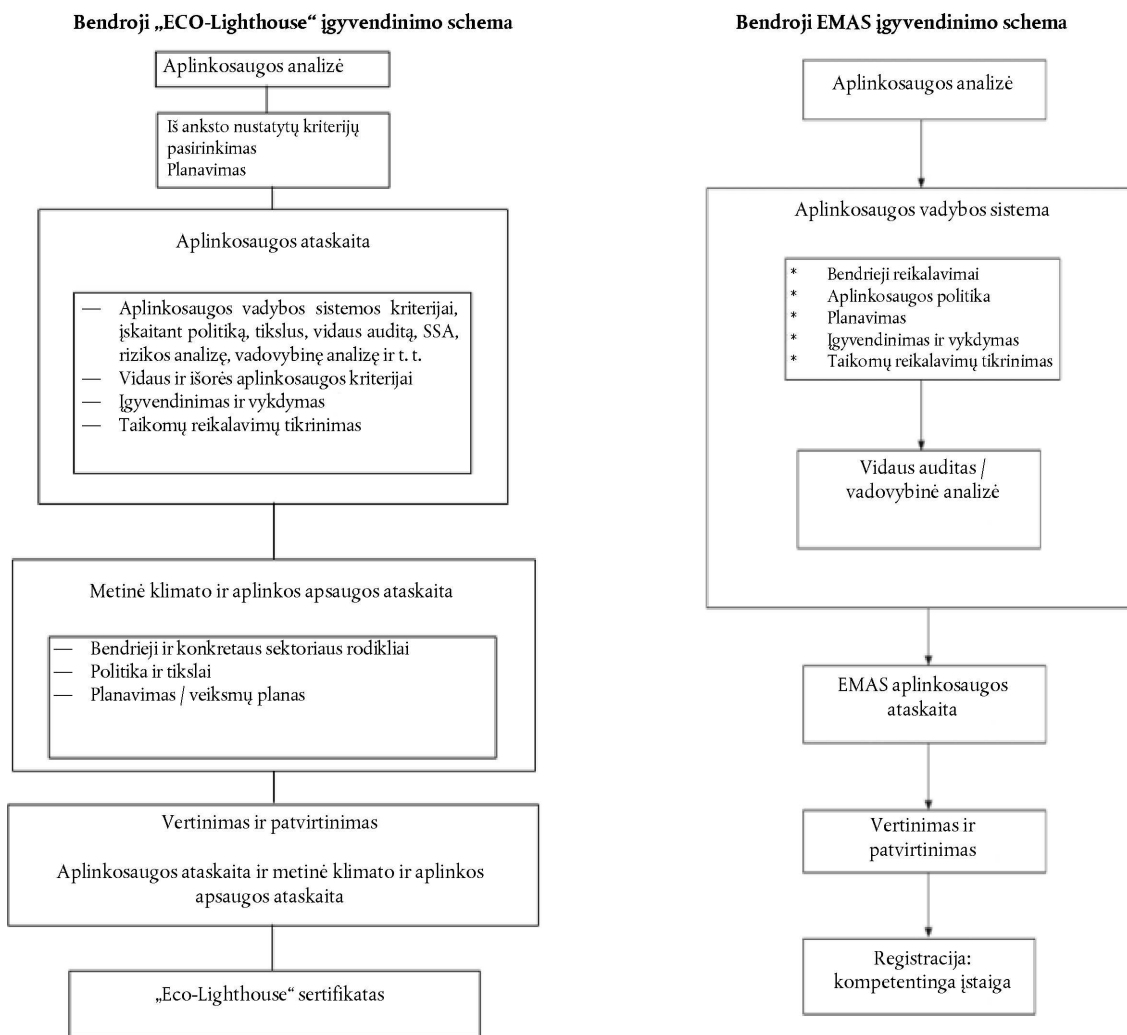 Bendroji „ECO-Lighthouse“ įgyvendinimo schema
Aplinkosaugos analizė
Iš anksto nustatytų kriterijų
pasirinkimas
Planavimas
Aplinkosaugos ataskaita
— Aplinkosaugos vadybos sistemos kriterijai,
įskaitant politiką, tikslus, vidaus auditą, SSA,
rizikos analizę, vadovybinę analizę ir t. t.
— Vidaus ir išorės aplinkosaugos kriterijai
— Įgyvendinimas ir vykdymas
— Taikomų reikalavimų tikrinimas
Metinė klimato ir aplinkos apsaugos ataskaita
— Bendrieji ir konkretaus sektoriaus rodikliai
— Politika ir tikslai
— Planavimas / veiksmų planas
Vertinimas ir patvirtinimas
Aplinkosaugos ataskaita ir metinė klimato ir aplinkos
apsaugos ataskaita
„Eco-Lighthouse“ sertifikatas
Bendroji EMAS įgyvendinimo schema
Aplinkosaugos analizė
Aplinkosaugos vadybos sistema
* Bendrieji reikalavimai
* Aplinkosaugos politika
* Planavimas
* Įgyvendinimas ir vykdymas
* Taikomų reikalavimų tikrinimas
Vidaus auditas /
vadovybinė analizė
EMAS aplinkosaugos
ataskaita
Vertinimas ir
patvirtinimas
Registracija:
kompetentinga įstaiga